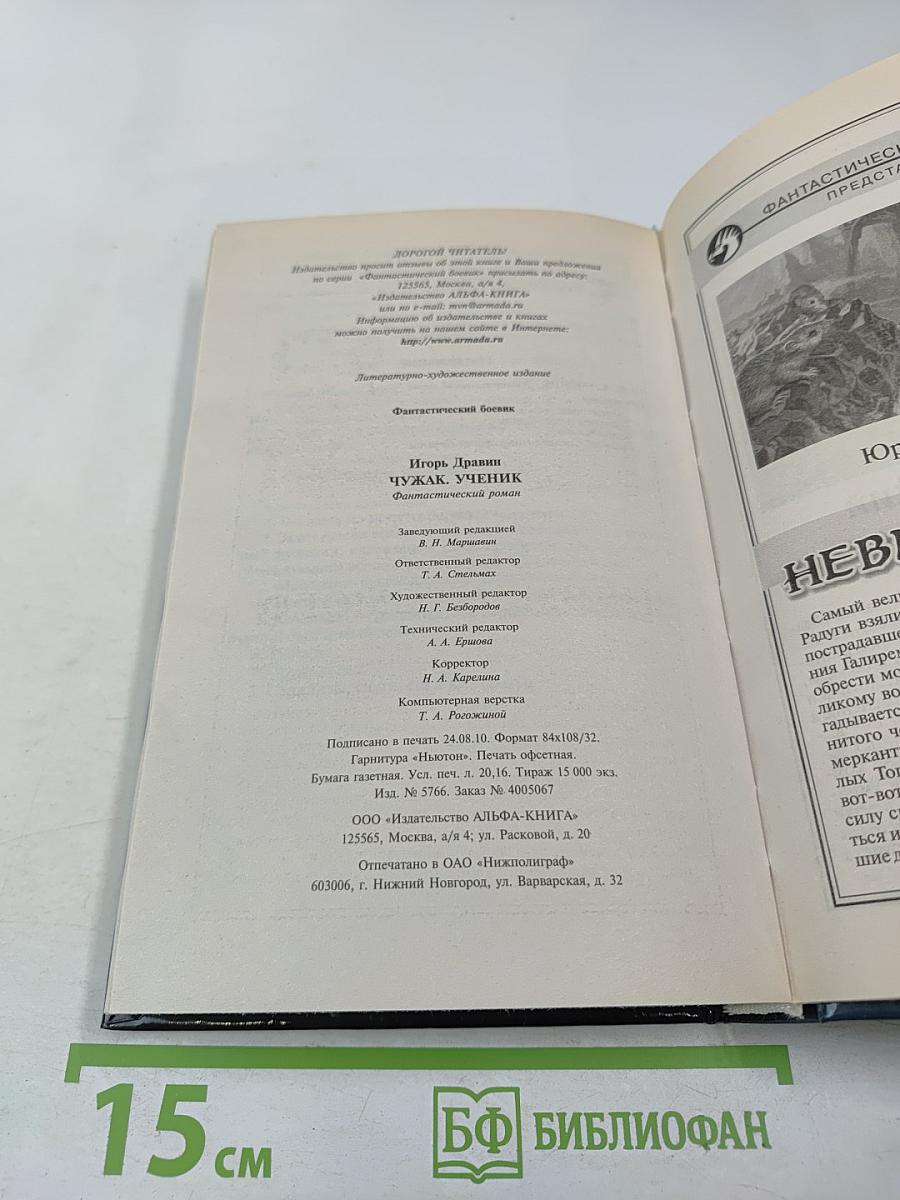 ДОРОГОЙ ЧИТАТЕЛЬ!
Издательство просит отзывы об этой книге и Ваши предложения
по серии «Фантастический боевик» присылать по адресу:
125565, Москва, а/я 4,
«Издательство АЛЬФА-КНИГА»
или по e-mail: mvn@armada.ru
Информацию об издательстве и книгах
можно получить на нашем сайте в Интернете:
http://www.armada.ru
Литературно-художественное издание
Фантастический боевик
Игорь Дравин
ЧУЖАК. УЧЕНИК
Фантастический роман
Заведующий редакцией
В. Н. Маршавин
Ответственный редактор
Т. А. Стельмах
Художественный редактор
Н. Г. Безбородов
Технический редактор
А. А. Ершова
Корректор
Н. А. Карелина
Компьютерная верстка
Т. А. Рогожиной
Подписано в печать 24.08.10. Формат 84х108/32.
Гарнитура «Ньютон». Печать офсетная.
Бумага газетная. Усл. печ. л. 20,16. Тираж 15 000 экз.
Изд. № 5766. Заказ № 4005067
ООО «Издательство АЛЬФА-КНИГА»
125565, Москва, а/я 4; ул. Расковой, д. 20
Отпечатано в ОАО «Нижполиграф»
603006, г. Нижний Новгород, ул. Варварская, д. 32
ФАНТАСТИЧЕСК
ПРЕДСТА
Юр
НЕВ
Самый вел
Радуги взяли
пострадавше
ния Галирем
обрести мо
ликому во
гадывается
нитого че
мерканти
лых Топ
вот-вот
силу с
ться и
шие д
15 см
БФ БИБЛИОФАН